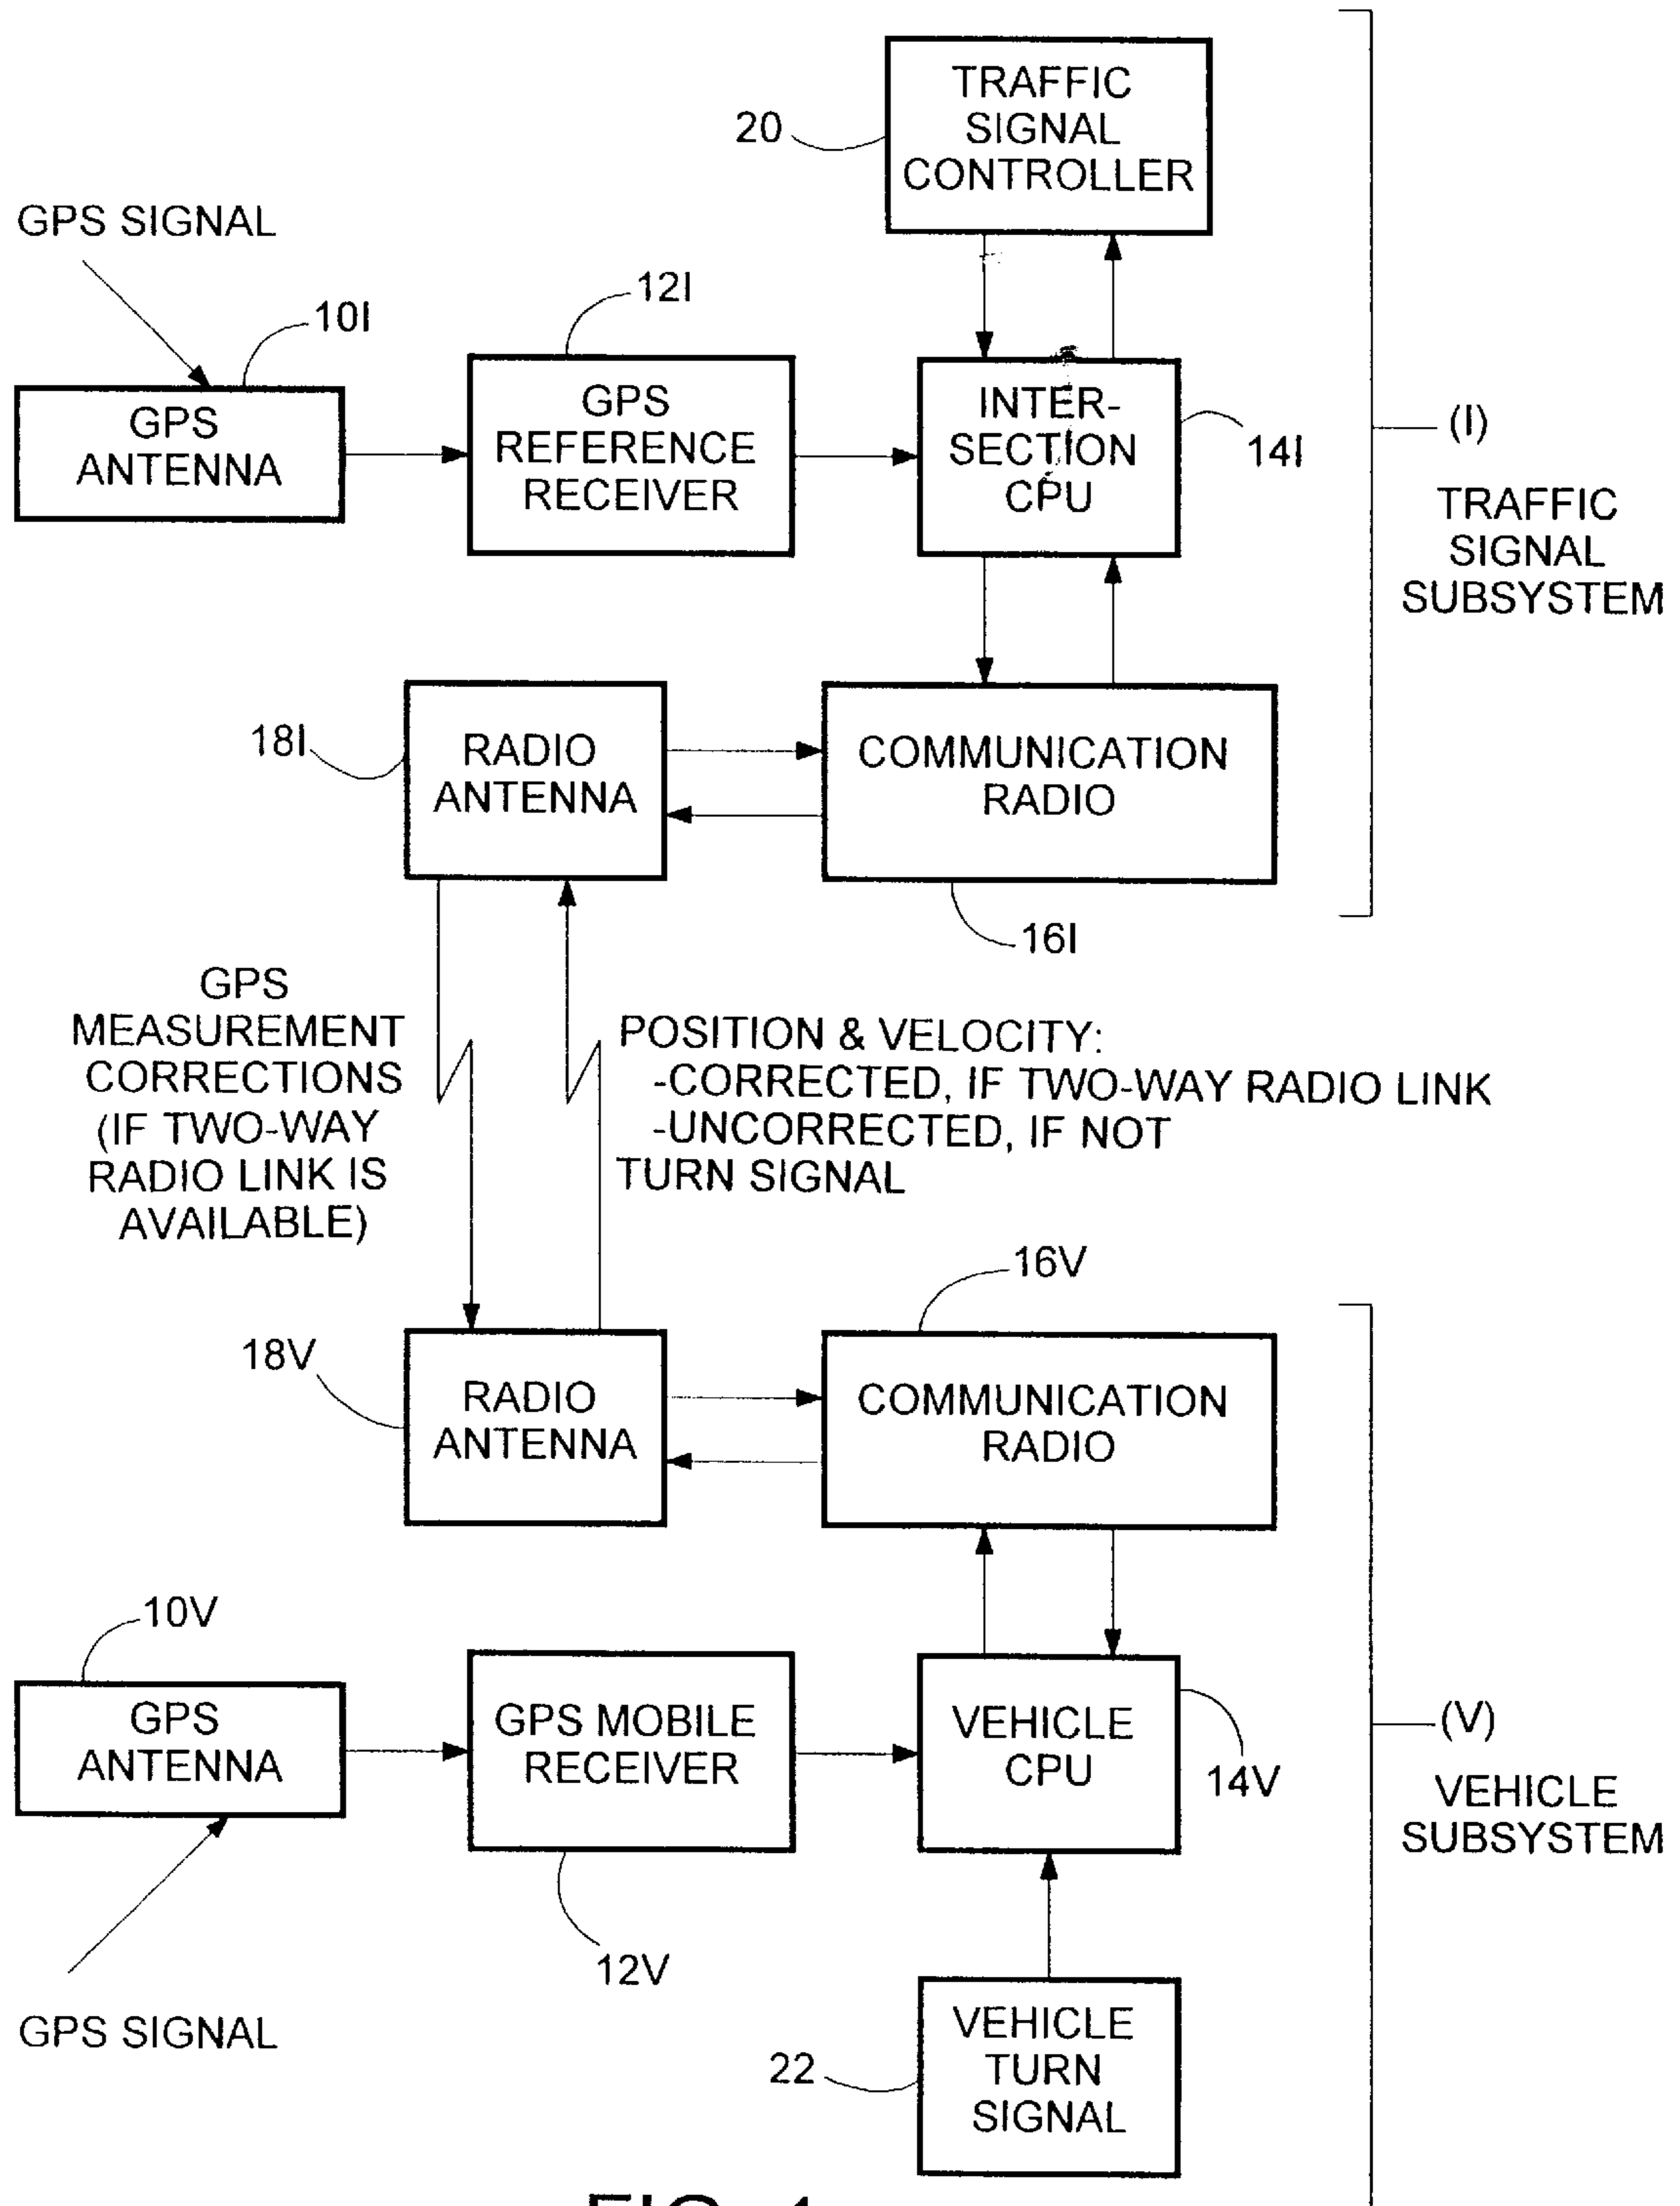 TRAFFIC
SIGNAL
CONTROLLER
20
GPS SIGNAL
12I
10I
GPS
ANTENNA
GPS
REFERENCE
RECEIVER
INTER-
SECTION
CPU
14I
(I)
TRAFFIC
SIGNAL
SUBSYSTEM
18I
RADIO
ANTENNA
COMMUNICATION
RADIO
16I
GPS
MEASUREMENT
CORRECTIONS
(IF TWO-WAY
RADIO LINK IS
AVAILABLE)
POSITION & VELOCITY:
-CORRECTED, IF TWO-WAY RADIO LINK
-UNCORRECTED, IF NOT
TURN SIGNAL
16V
18V
RADIO
ANTENNA
COMMUNICATION
RADIO
10V
GPS
ANTENNA
GPS MOBILE
RECEIVER
VEHICLE
CPU
14V
(V)
VEHICLE
SUBSYSTEM
12V
GPS SIGNAL
22
VEHICLE
TURN
SIGNAL
FIG. 1